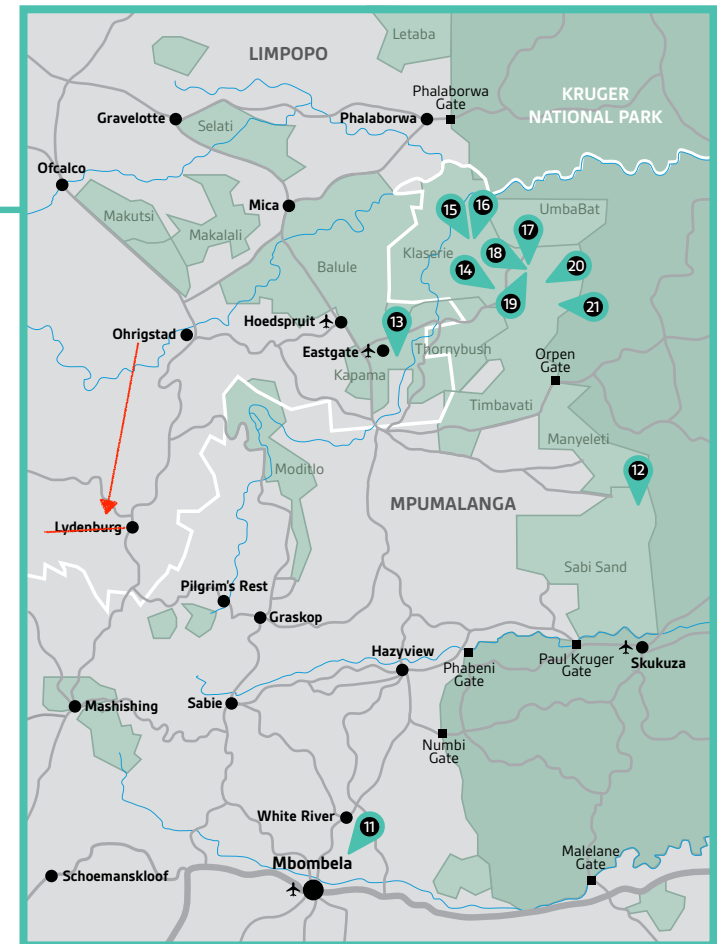 Letaba
LIMPOPO
Phalaborwa
Gate
KRUGER
NATIONAL PARK
Gravelotte
Selati
Phalaborwa
Ofcalco
Makutsi
Makalali
Mica
15
16
UmbaBat
17
Klaserie
18
14
20
Balule
19
21
Hoedspruit
13
Ohrigstad
Eastgate
Thornybush
Orpen
Gate
Kapama
Timbavati
Manyeleti
Moditlo
12
MPUMALANGA
Lydenburg
Sabi Sand
Pilgrim's Rest
Graskop
Hazyview
Phabeni
Gate
Paul Kruger
Gate
Skukuza
Mashishing
Sabie
Numbi
Gate
White River
11
Mbombela
Malelane
Gate
Schoemanskloof